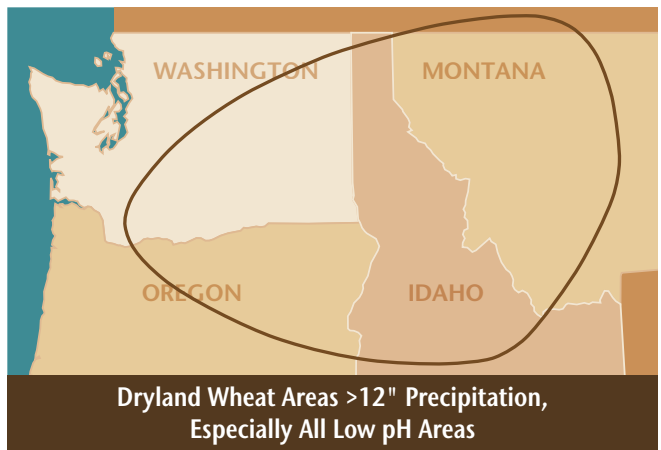 WASHINGTON
MONTANA
OREGON
IDAHO
Dryland Wheat Areas >12" Precipitation,
Especially All Low pH Areas